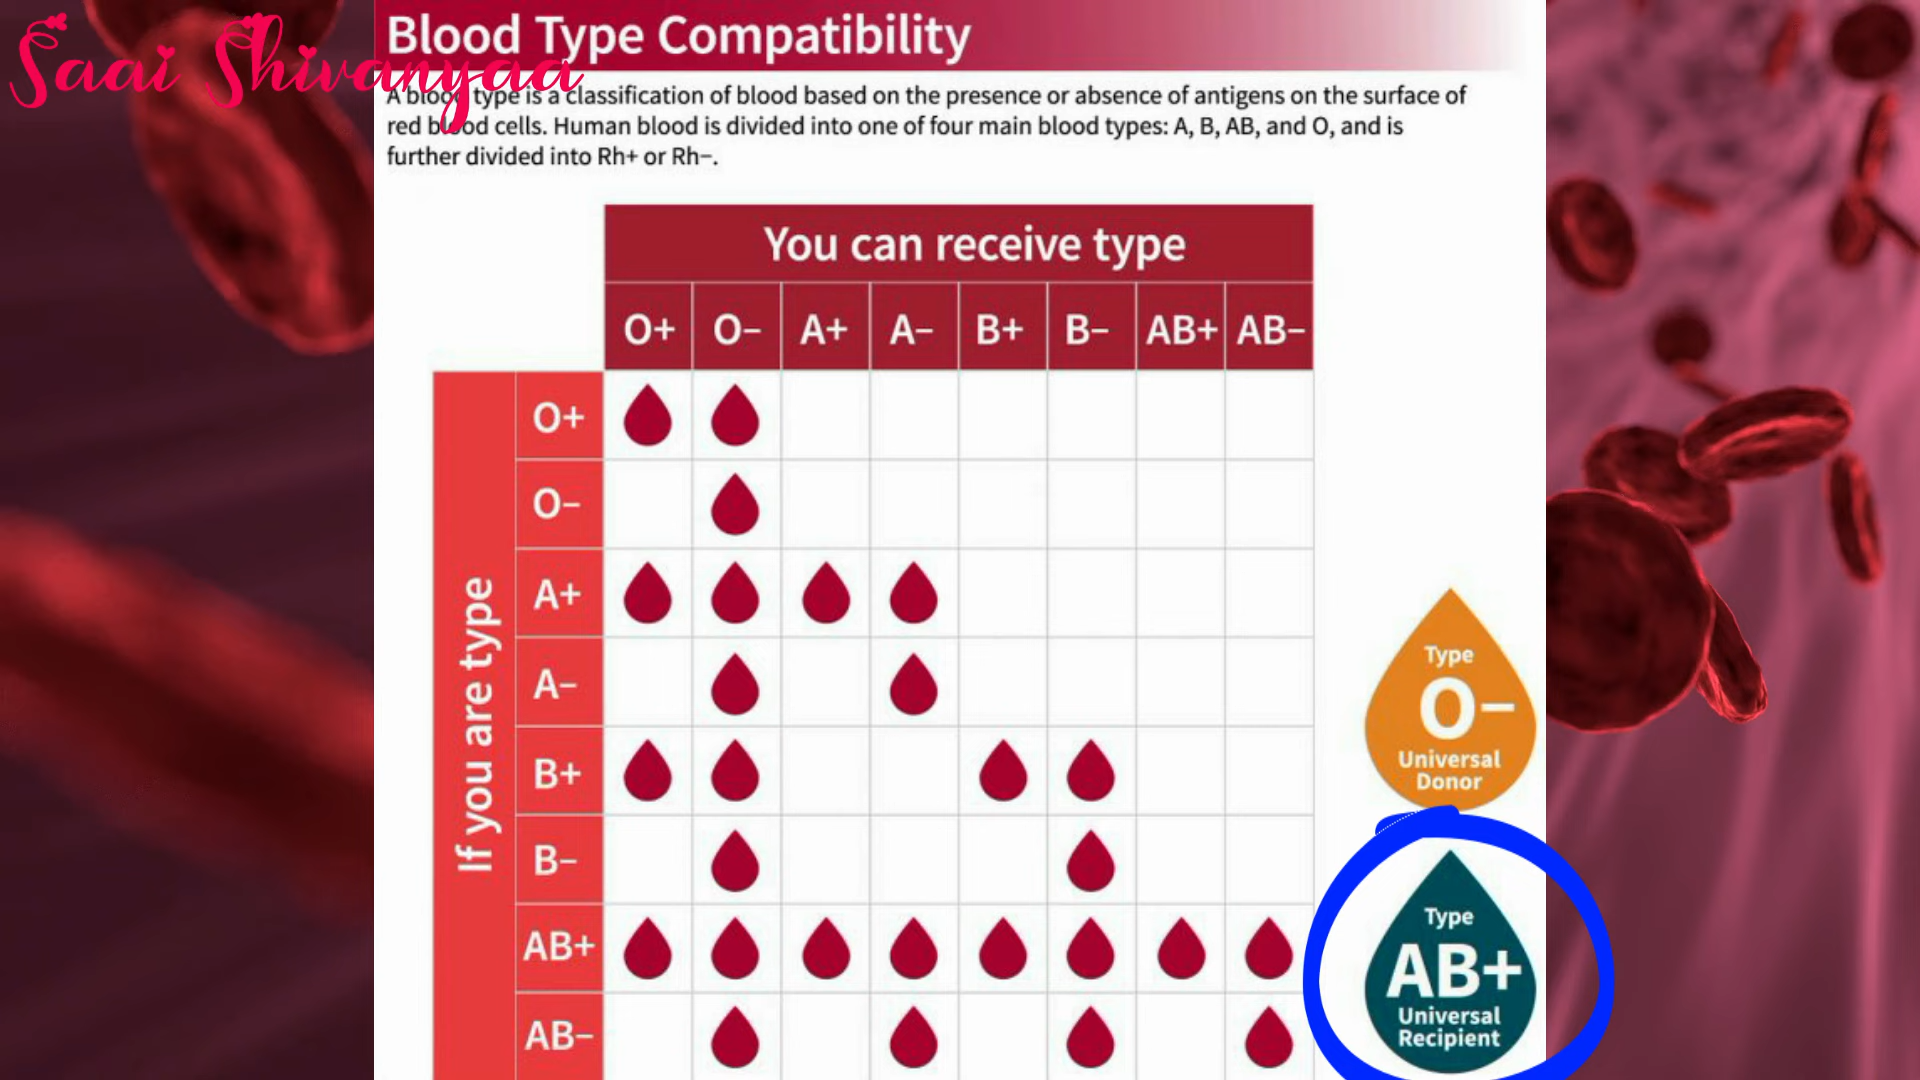 Saai Shivanyaa
Blood Type Compatibility
A blood type is a classification of blood based on the presence or absence of antigens on the surface of
red blood cells. Human blood is divided into one of four main blood types: A, B, AB, and O, and is
further divided into Rh+ or Rh−.
You can receive type
O+ O− A+ A− B+ B− AB+ AB−
If you are type
O+
O−
A+
A−
B+
B−
AB+
AB−
Type
O−
Universal
Donor
Type
AB+
Universal
Recipient